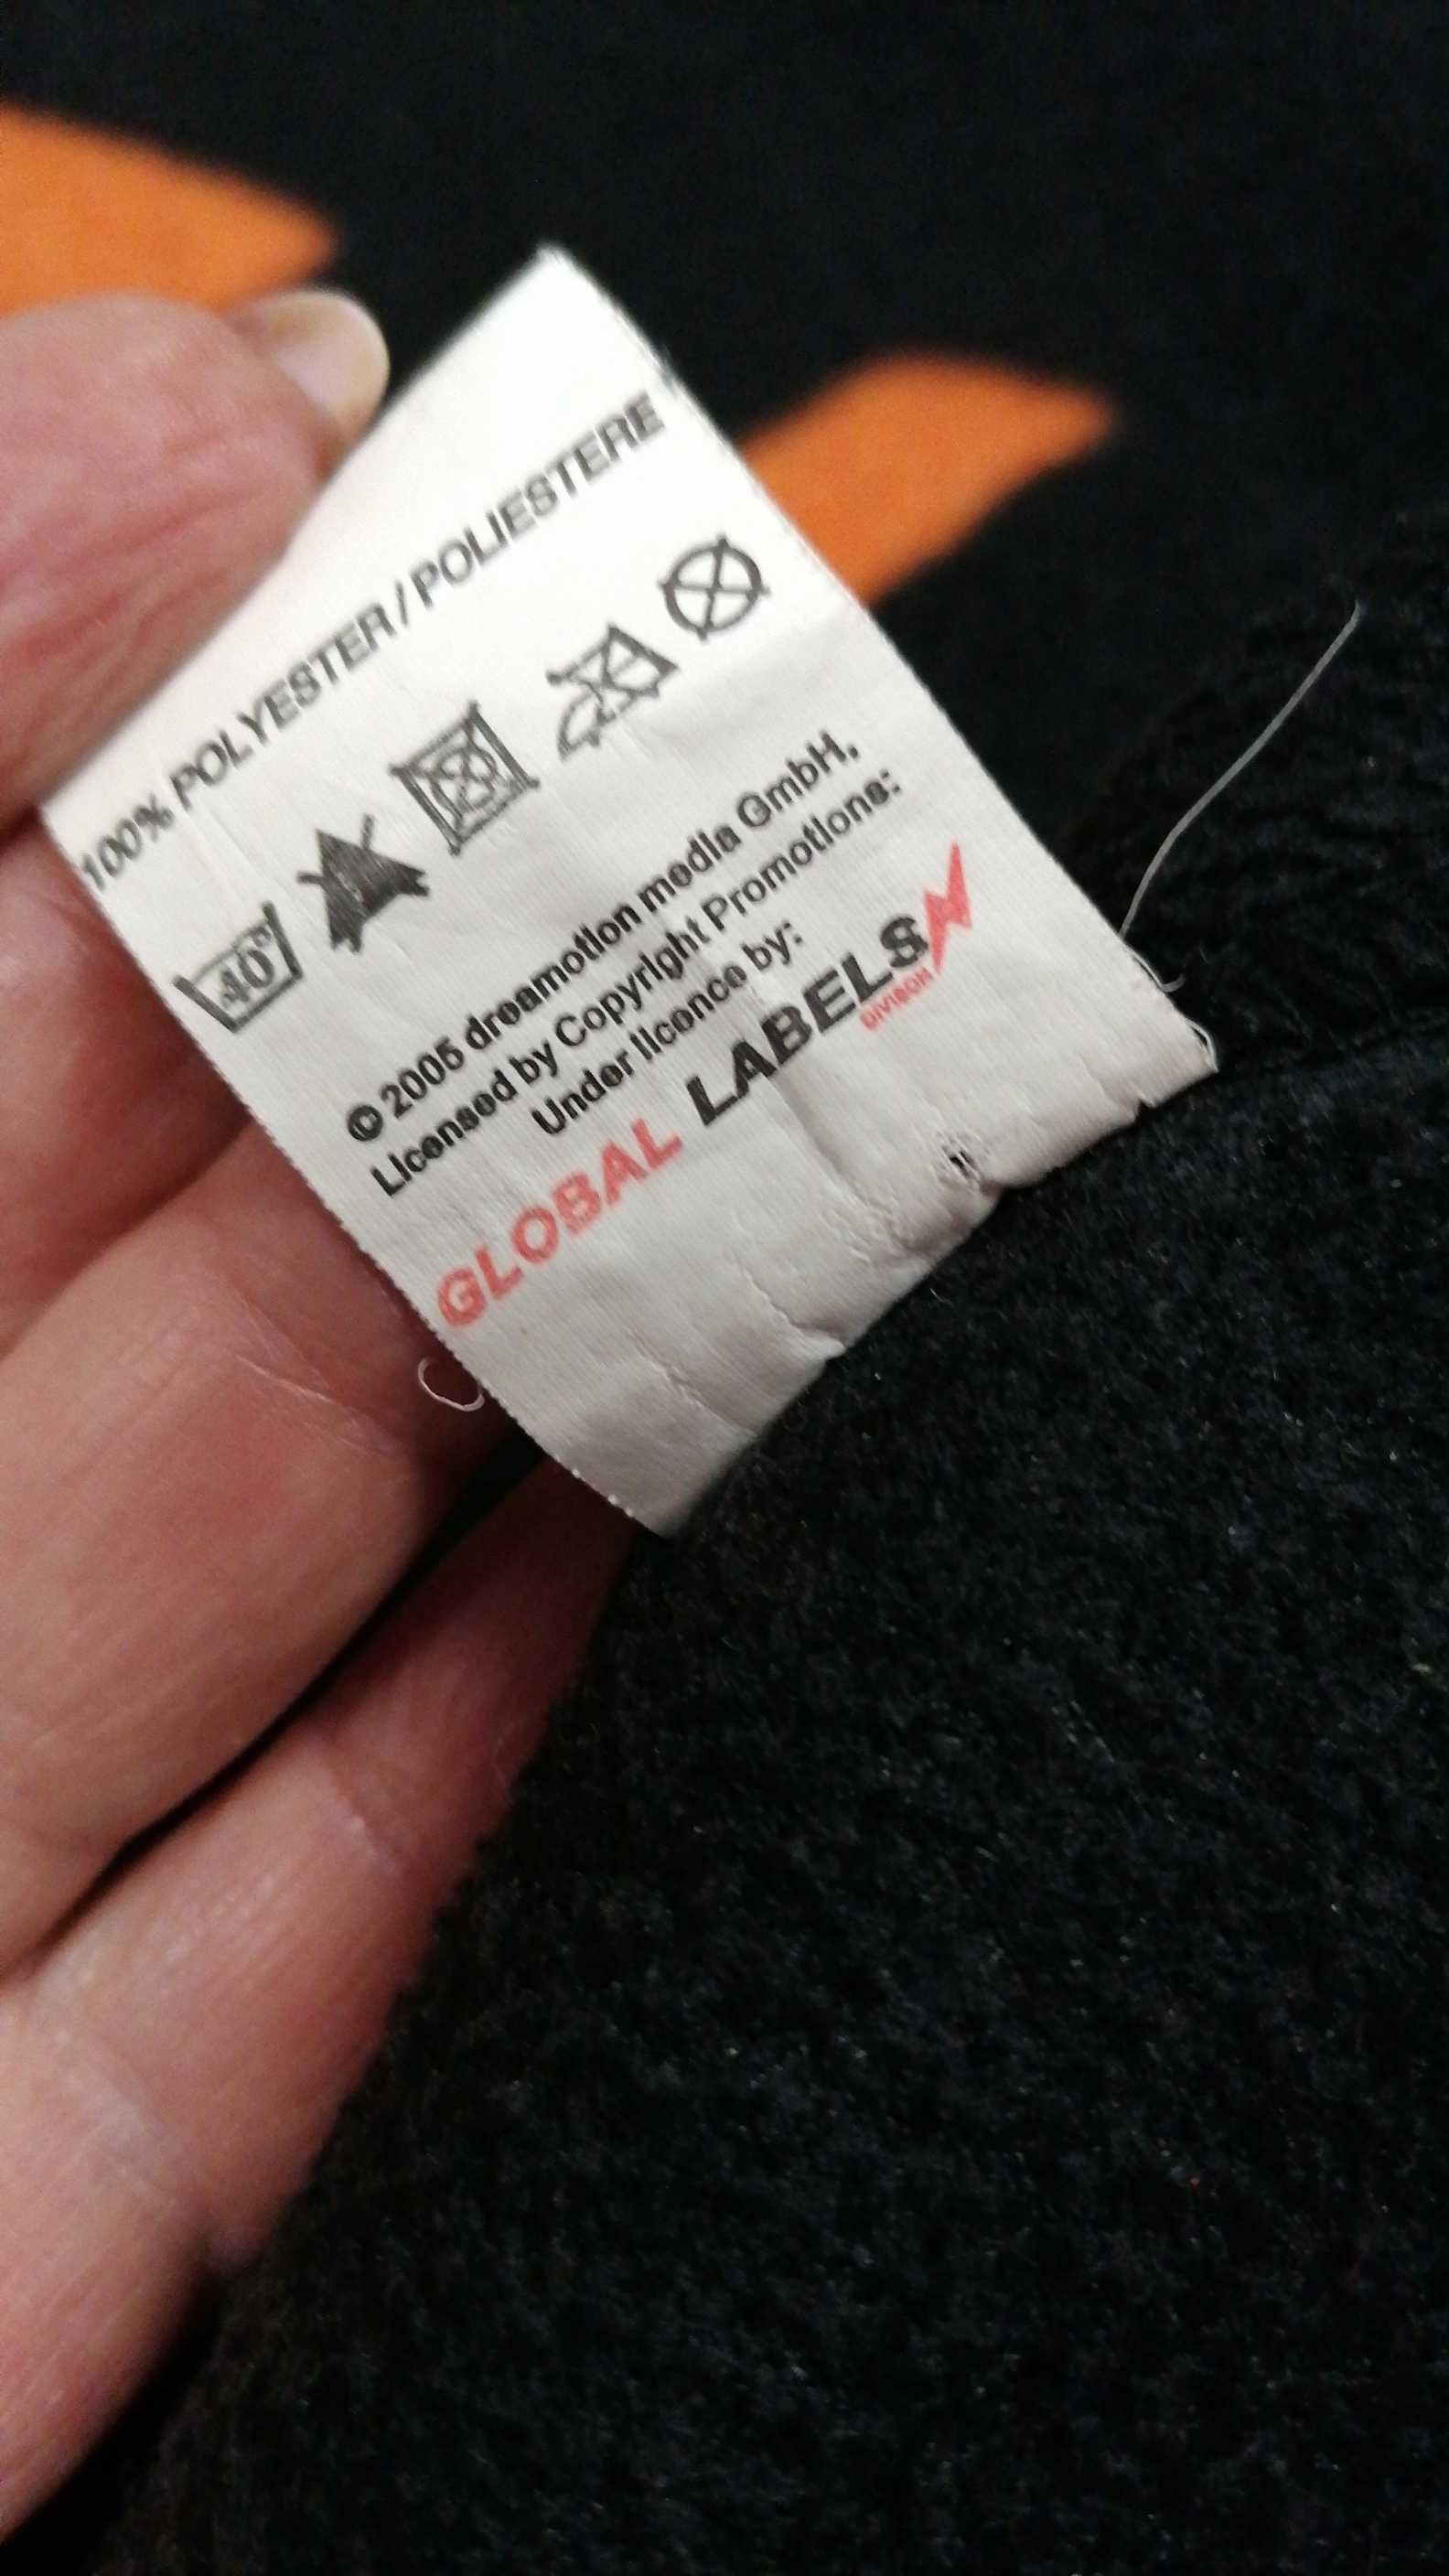 100% POLYESTER / POLIESTERE
40°
© 2005 dreamotion media GmbH,
Licensed by Copyright Promotions:
Under licence by:
GLOBAL LABELS
DIVISON